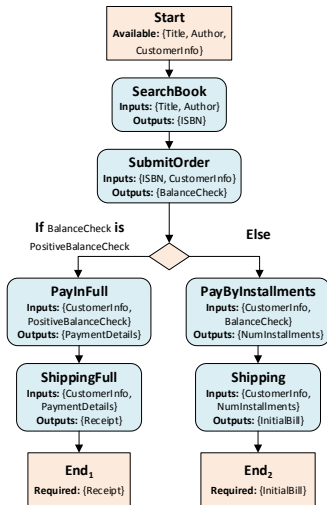 Start
Available: {Title, Author,
CustomerInfo}
SearchBook
Inputs: {Title, Author}
Outputs: {ISBN}
SubmitOrder
Inputs: {ISBN, CustomerInfo}
Outputs: {BalanceCheck}
If BalanceCheck is
PositiveBalanceCheck
Else
PayInFull
Inputs: {CustomerInfo,
PositiveBalanceCheck}
Outputs: {PaymentDetails}
PayByInstallments
Inputs: {CustomerInfo,
BalanceCheck}
Outputs: {NumInstallments}
ShippingFull
Inputs: {CustomerInfo,
PaymentDetails}
Outputs: {Receipt}
Shipping
Inputs: {CustomerInfo,
NumInstallments}
Outputs: {InitialBill}
End₁
Required: {Receipt}
End₂
Required: {InitialBill}